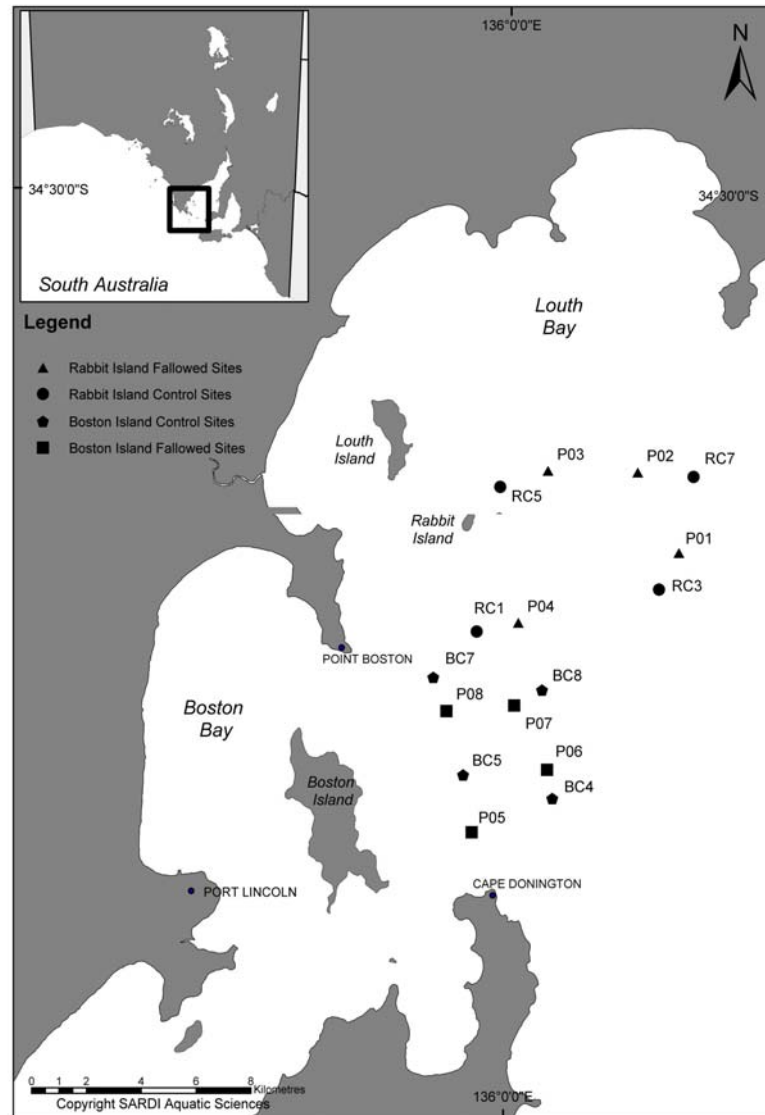 136°0'0"E
N
34°30'0"S
34°30'0"S
South Australia
Louth
Bay
Legend
Rabbit Island Fallowed Sites
Rabbit Island Control Sites
Boston Island Control Sites
Boston Island Fallowed Sites
Louth
Island
P03
P02
RC7
RC5
Rabbit
Island
P01
RC3
RC1
P04
POINT BOSTON
BC7
BC8
Boston
Bay
P08
P07
P06
BC5
Boston
Island
BC4
P05
CAPE DONINGTON
PORT LINCOLN
0 1 2 4 6 8
Kilometres
Copyright SARDI Aquatic Sciences
136°0'0"E